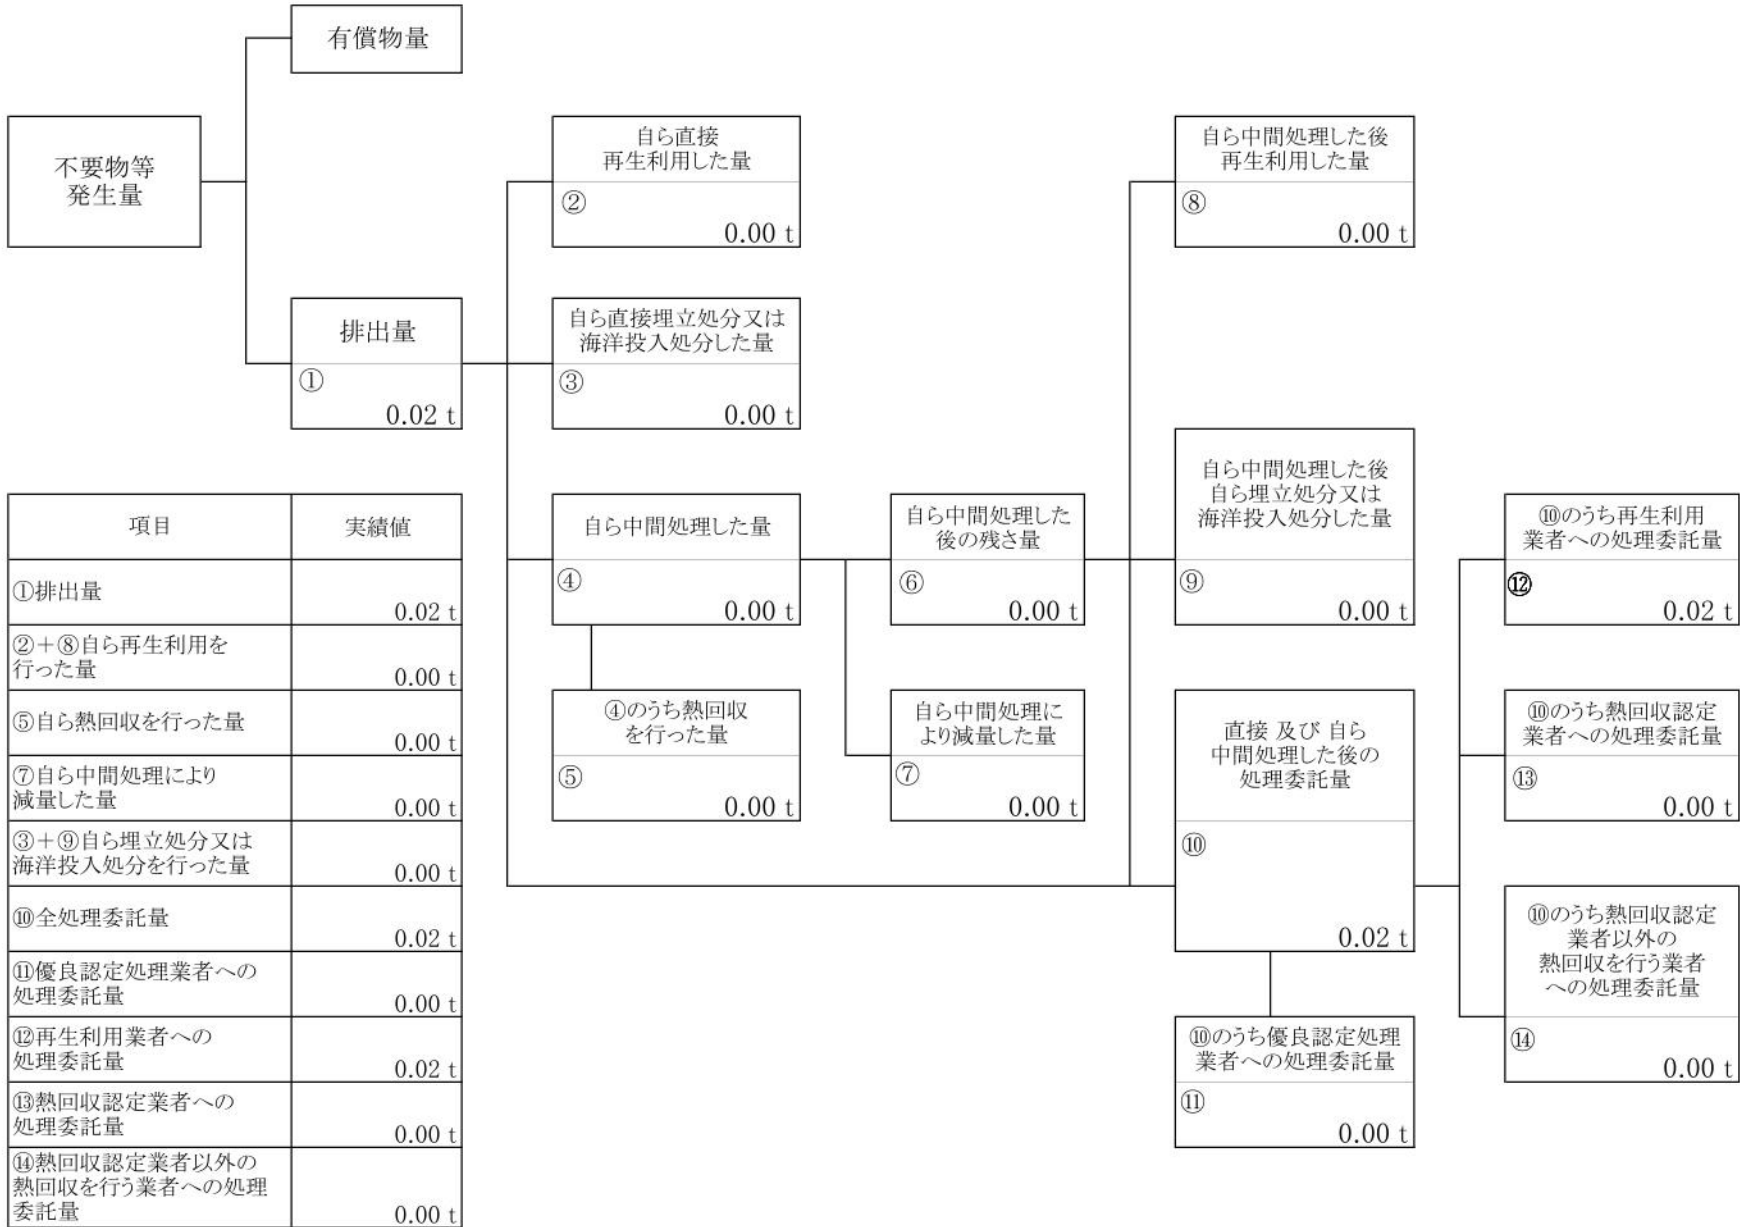 有償物量
不要物等
発生量
自ら直接
再生利用した量
②
0.00 t
自ら中間処理した後
再生利用した量
⑧
0.00 t
排出量
①
0.02 t
自ら直接埋立処分又は
海洋投入処分した量
③
0.00 t
自ら中間処理した量
④
0.00 t
自ら中間処理した
後の残さ量
⑥
0.00 t
自ら中間処理した後
自ら埋立処分又は
海洋投入処分した量
⑨
0.00 t
⑩のうち再生利用
業者への処理委託量
⑫
0.02 t
④のうち熱回収
を行った量
⑤
0.00 t
自ら中間処理に
より減量した量
⑦
0.00 t
直接 及び 自ら
中間処理した後の
処理委託量
⑩
0.02 t
⑩のうち熱回収認定
業者への処理委託量
⑬
0.00 t
⑩のうち熱回収認定
業者以外の
熱回収を行う業者
への処理委託量
⑭
0.00 t
⑩のうち優良認定処理
業者への処理委託量
⑪
0.00 t
項目 実績値
①排出量
0.02 t
②+⑧自ら再生利用を
行った量
0.00 t
⑤自ら熱回収を行った量
0.00 t
⑦自ら中間処理により
減量した量
0.00 t
③+⑨自ら埋立処分又は
海洋投入処分を行った量
0.00 t
⑩全処理委託量
0.02 t
⑪優良認定処理業者への
処理委託量
0.00 t
⑫再生利用業者への
処理委託量
0.02 t
⑬熱回収認定業者への
処理委託量
0.00 t
⑭熱回収認定業者以外の
熱回収を行う業者への処理
委託量
0.00 t